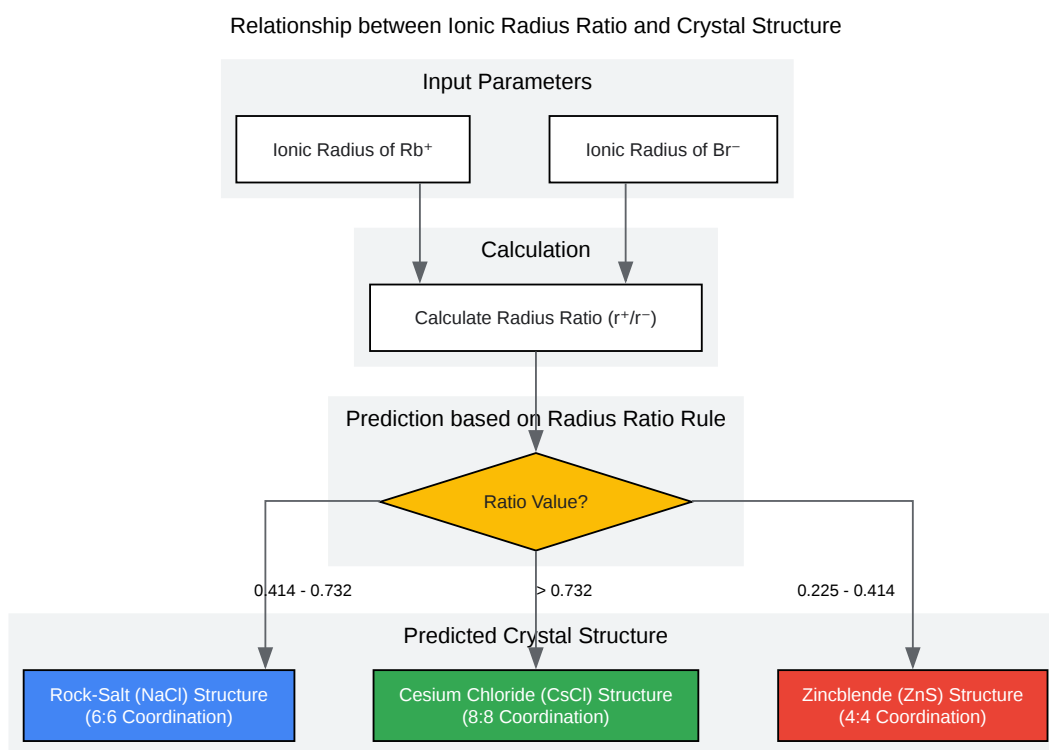 Relationship between Ionic Radius Ratio and Crystal Structure
Input Parameters
Ionic Radius of Rb⁺
Ionic Radius of Br⁻
Calculation
Calculate Radius Ratio (r⁺/r⁻)
Prediction based on Radius Ratio Rule
Ratio Value?
0.414 - 0.732
> 0.732
0.225 - 0.414
Predicted Crystal Structure
Rock-Salt (NaCl) Structure
(6:6 Coordination)
Cesium Chloride (CsCl) Structure
(8:8 Coordination)
Zincblende (ZnS) Structure
(4:4 Coordination)